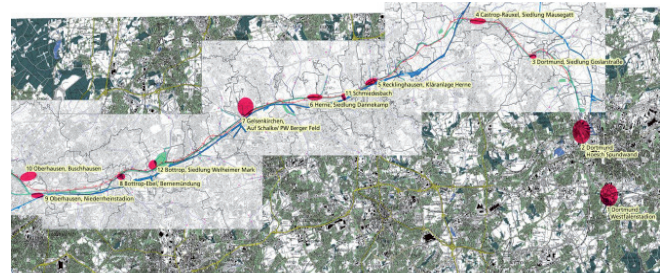 4 Castrop-Rauxel, Siedlung Mausegatt
3 Dortmund, Siedlung Goslarstraße
5 Recklinghausen, Kläranlage Herne
11 Schmiedesbach
6 Herne, Siedlung Dannekamp
7 Gelsenkirchen,
Auf Schalke/ PW Berger Feld
2 Dortmund
Hoesch Spundwand
12 Bottrop, Siedlung Welheimer Mark
10 Oberhausen, Buschhausen
8 Bottrop-Ebel, Bernemündung
9 Oberhausen, Niederrheinstadion
1 Dortmund
Westfalenstadion